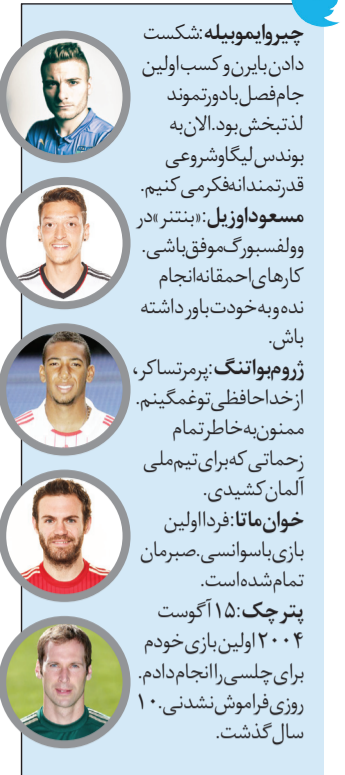 چیروایموبیله:شکست
دادن بایرن و کسب اولین
جام فصل با دورتموند
لذتبخش بود. الان به
بوندس لیگا و شروعی
قدرتمندانه فکر می کنیم.
مسعود اوزیل: «بنتنر» در
وولفسبورگ موفق باشی.
کارهای احمقانه انجام
نده و به خودت باور داشته
باش.
ژروم بواتنگ: پرمرتساکر،
از خداحافظی تو غمگینم.
ممنون به خاطر تمام
زحماتی که برای تیم ملی
آلمان کشیدی.
خوان ماتا: فردا اولین
بازی با سوانسی. صبرمان
تمام شده است.
پتر چک: ۱۵ آگوست
۲۰۰۴ اولین بازی خودم
برای چلسی را انجام دادم.
روزی فراموش نشدنی. ۱۰
سال گذشت.